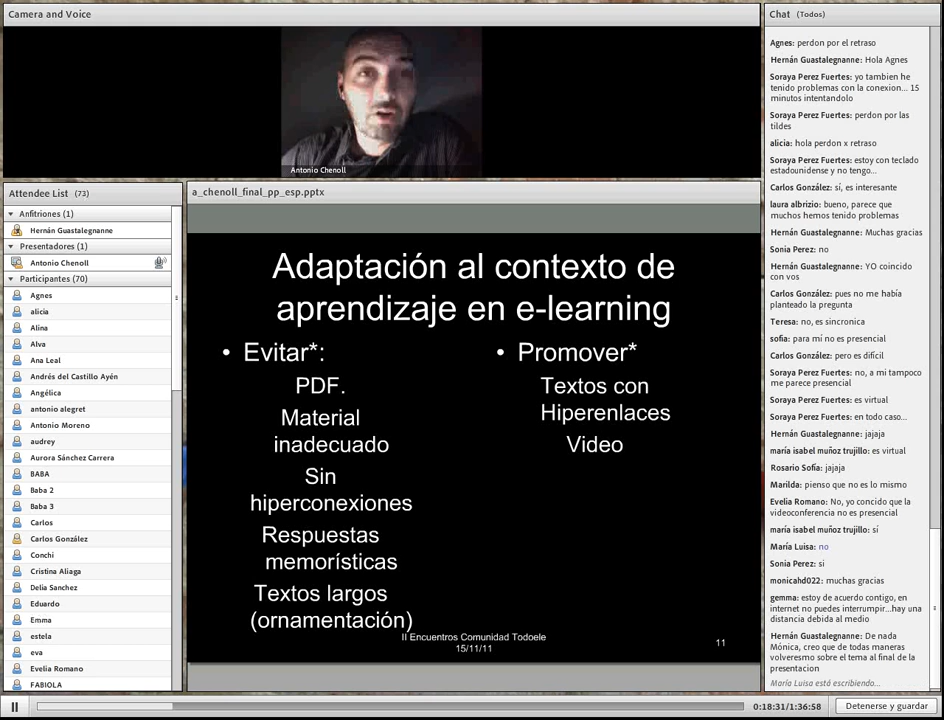 Camera and Voice
Antonio Chenoll
Attendee List (73)
Anfitriones (1)
Hernán Guastalegnanne
Presentadores (1)
Antonio Chenoll
Participantes (70)
Agnes
alicia
Alina
Alva
Ana Leal
Andrés del Castillo Ayén
Angélica
antonio alegret
Antonio Moreno
audrey
Aurora Sánchez Carrera
BABA
Baba 2
Baba 3
Carlos
Carlos González
Conchi
Cristina Aliaga
Delia Sanchez
Eduardo
Emma
estela
eva
Evelia Romano
FABIOLA
a_chenoll_final_pp_esp.pptx
Adaptación al contexto de
aprendizaje en e-learning
• Evitar*:
PDF.
Material
inadecuado
Sin
hiperconexiones
Respuestas
memorísticas
Textos largos
(ornamentación)
• Promover*
Textos con
Hiperenlaces
Video
II Encuentros Comunidad Todoele
15/11/11
11
Chat (Todos)
Agnes: perdon por el retraso
Hernán Guastalegnanne: Hola Agnes
Soraya Perez Fuertes: yo tambien he
tenido problemas con la conexion... 15
minutos intentandolo
Soraya Perez Fuertes: perdon por las
tildes
alicia: hola perdon x retraso
Soraya Perez Fuertes: estoy con teclado
estadounidense y no tengo...
Carlos González: sí, es interesante
laura albrizio: bueno, parece que
muchos hemos tenido problemas
Hernán Guastalegnanne: Muchas gracias
Sonia Perez: no
Hernán Guastalegnanne: YO coincido
con vos
Carlos González: pues no me había
planteado la pregunta
Teresa: no, es sincronica
sofia: para mí no es presencial
Carlos González: pero es difícil
Soraya Perez Fuertes: no, a mi tampoco
me parece presencial
Soraya Perez Fuertes: es virtual
Soraya Perez Fuertes: en todo caso...
Hernán Guastalegnanne: jajaja
maría isabel muñoz trujillo: es virtual
Rosario Sofía: jajaja
Marilda: pienso que no es lo mismo
Evelia Romano: No, yo concido que la
videoconferencia no es presencial
maría isabel muñoz trujillo: sí
María Luisa: no
Sonia Perez: si
monicahd022: muchas gracias
gemma: estoy de acuerdo contigo, en
internet no puedes interrumpir...hay una
distancia debida al medio
Hernán Guastalegnanne: De nada
Mónica, creo que de todas maneras
volveresmo sobre el tema al final de la
presentacion
María Luisa está escribiendo...
0:18:31/1:36:58
Detenerse y guardar